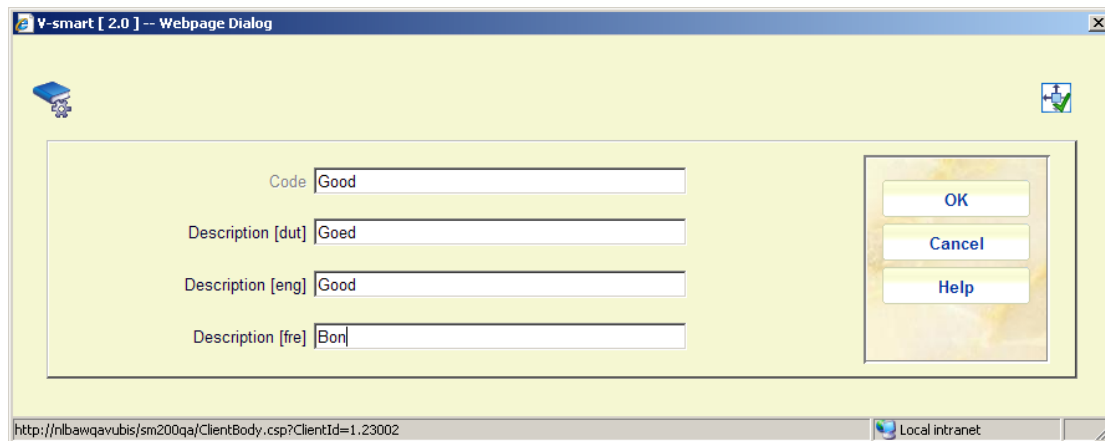 V-smart [ 2.0 ] -- Webpage Dialog
Code Good
OK
Description [dut] Goed
Cancel
Description [eng] Good
Help
Description [fre] Bon
http://nlbawqavubis/sm200qa/ClientBody.csp?ClientId=1.23002 Local intranet